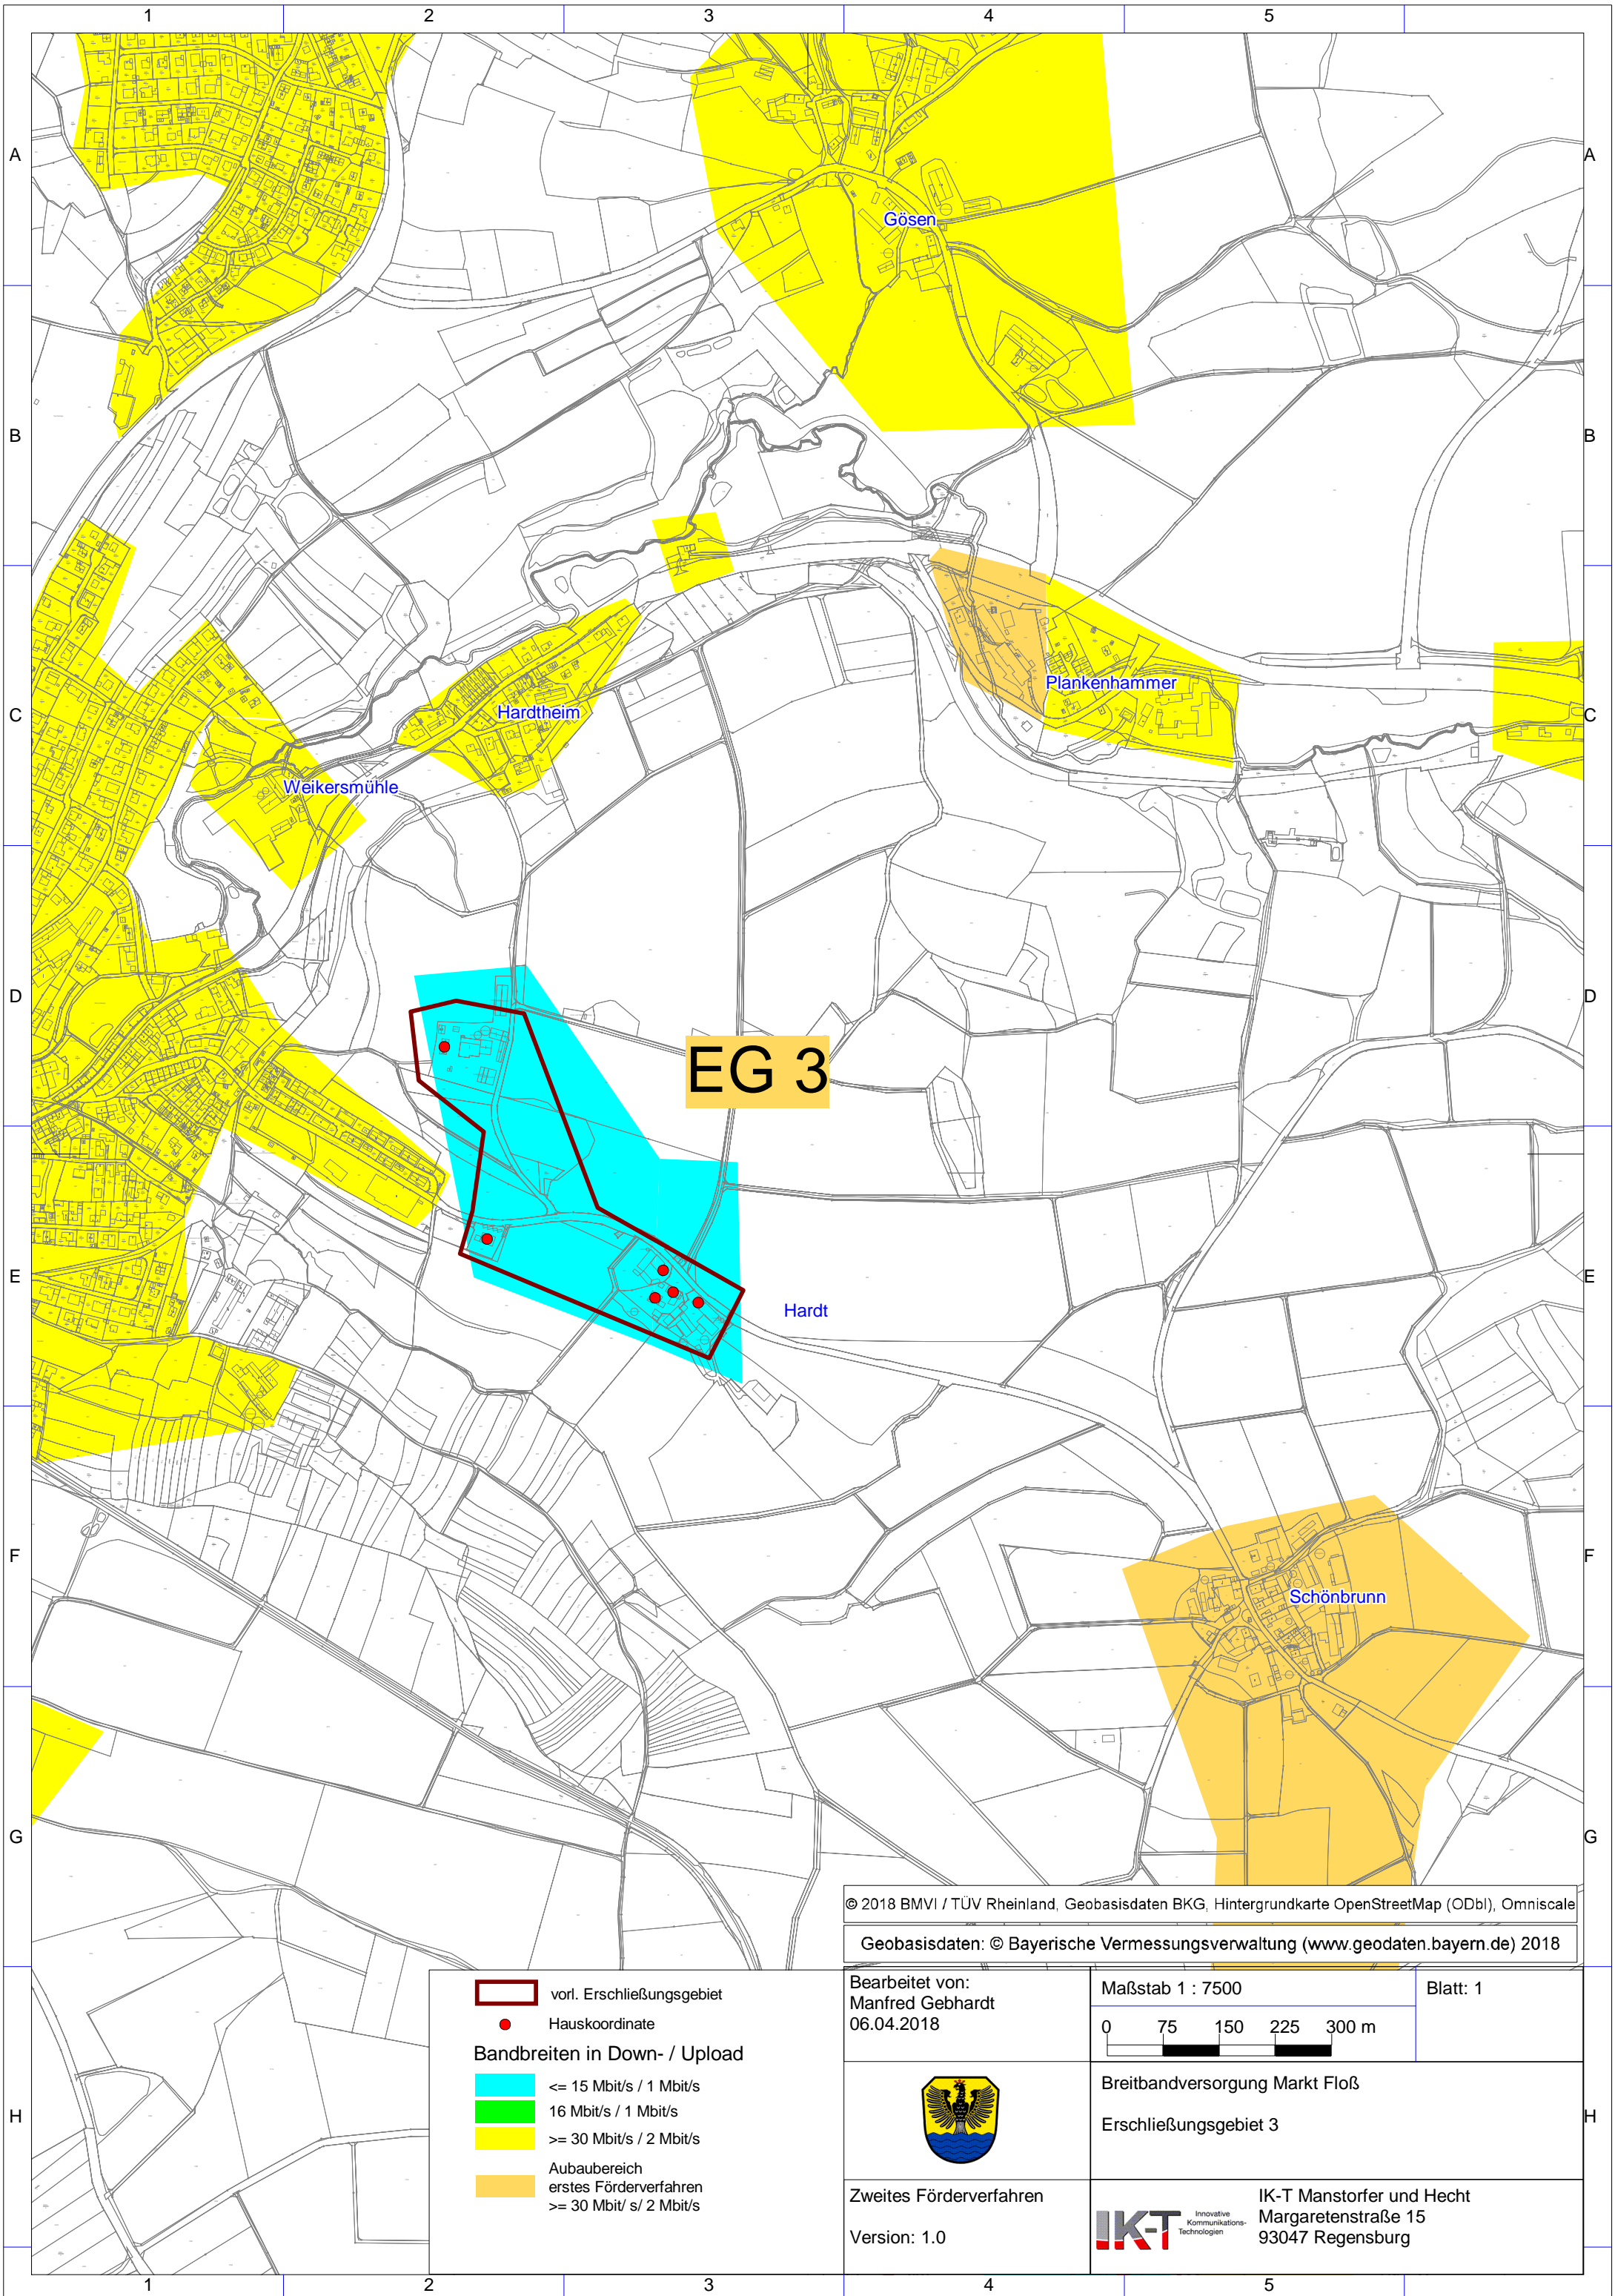 1 2 3 4 5
A A
Gösen
B B
Plankenhammer
C C
Hardtheim
Weikersmühle
D D
EG 3
E E
Hardt
F F
Schönbrunn
G G
© 2018 BMVI / TÜV Rheinland, Geobasisdaten BKG, Hintergrundkarte OpenStreetMap (ODbl), Omniscale
Geobasisdaten: © Bayerische Vermessungsverwaltung (www.geodaten.bayern.de) 2018
vorl. Erschließungsgebiet
Hauskoordinate
Bandbreiten in Down- / Upload
<= 15 Mbit/s / 1 Mbit/s
16 Mbit/s / 1 Mbit/s
>= 30 Mbit/s / 2 Mbit/s
Aubaubereich
erstes Förderverfahren
>= 30 Mbit/ s/ 2 Mbit/s
Bearbeitet von:
Manfred Gebhardt
06.04.2018
Maßstab 1 : 7500
0 75 150 225 300 m
Blatt: 1
Breitbandversorgung Markt Floß
Erschließungsgebiet 3
H H
Zweites Förderverfahren
Version: 1.0
IK-T
Innovative
Kommunikations-
Technologien
IK-T Manstorfer und Hecht
Margaretenstraße 15
93047 Regensburg
1 2 3 4 5